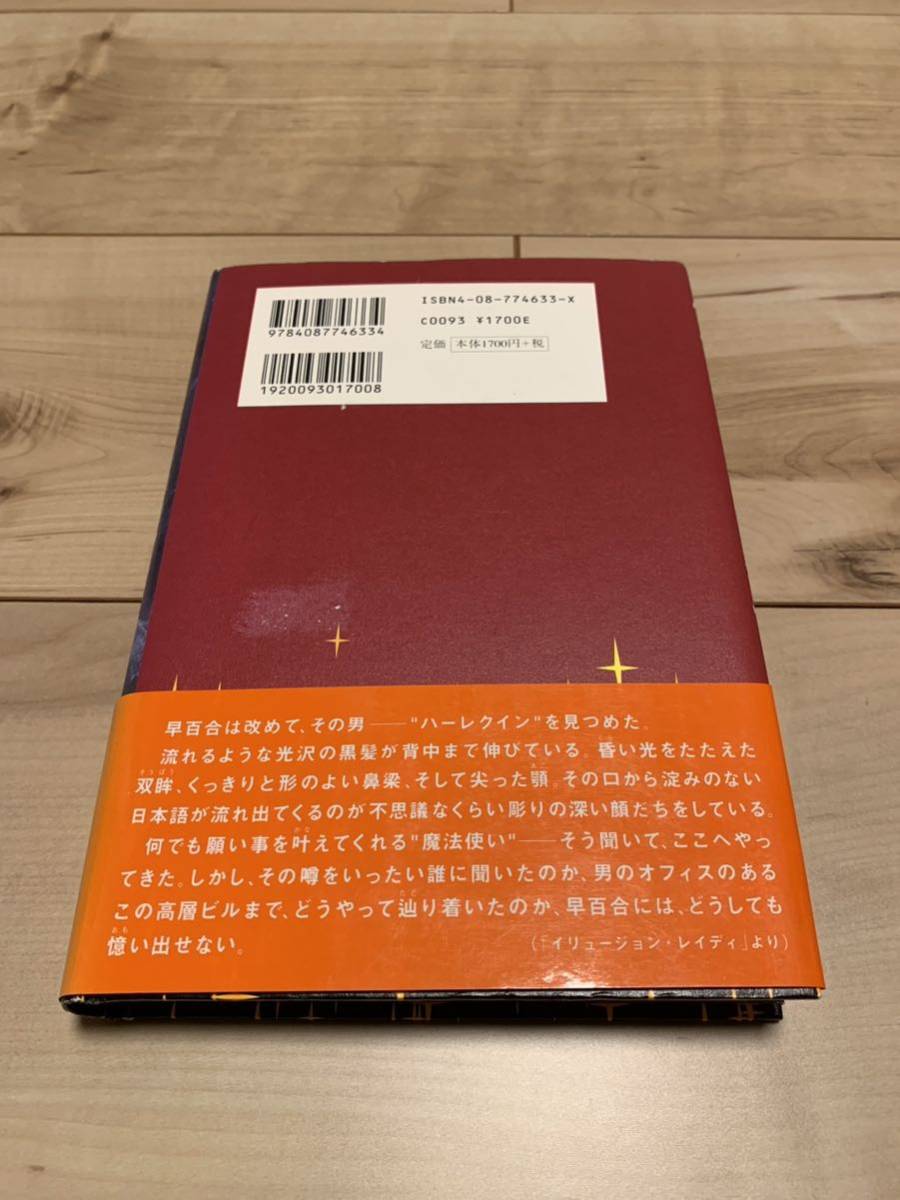 ISBN4-08-774633-X
C0093 ¥1700E
定価 本体1700円+税
9784087746334
1920093017008
早百合は改めて、その男――"ハーレクイン"を見つめた。
流れるような光沢の黒髪が背中まで伸びている。昏い光をたたえた
双眸、くっきりと形のよい鼻梁、そして尖った顎。その口から淀みのない
日本語が流れ出てくるのが不思議なくらい彫りの深い顔だちをしている。
何でも願い事を叶えてくれる"魔法使い"――そう聞いて、ここへやっ
てきた。しかし、その噂をいったい誰に聞いたのか、男のオフィスのある
この高層ビルまで、どうやって辿り着いたのか、早百合には、どうしても
憶い出せない。
(「イリュージョン・レイディ」より)